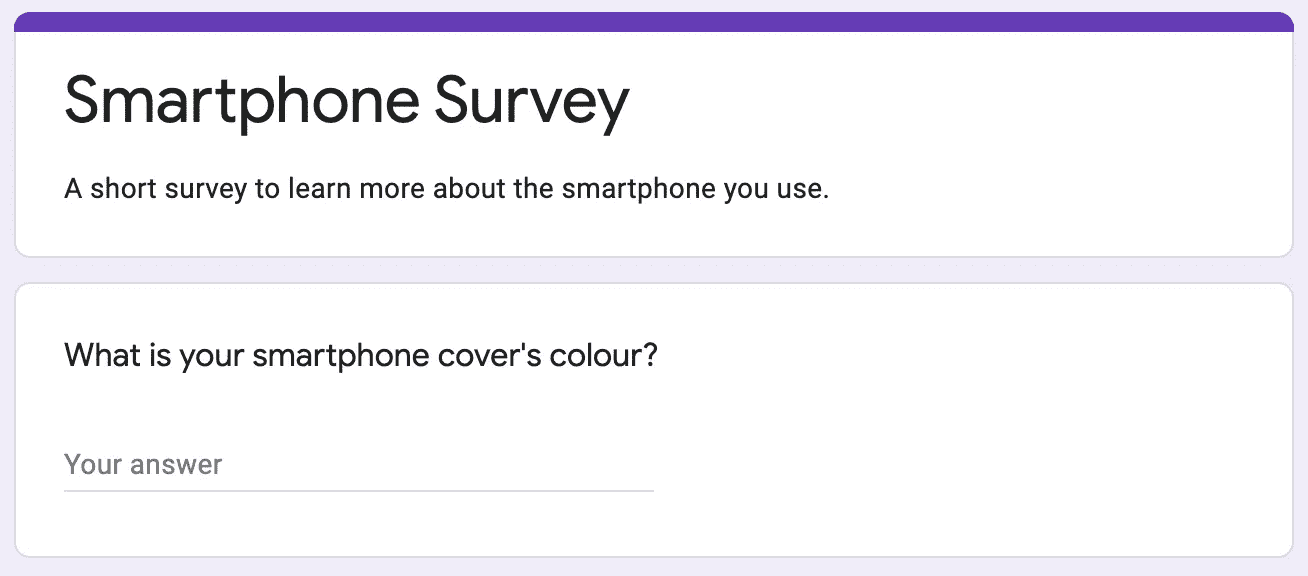 Smartphone Survey
A short survey to learn more about the smartphone you use.
What is your smartphone cover's colour?
Your answer